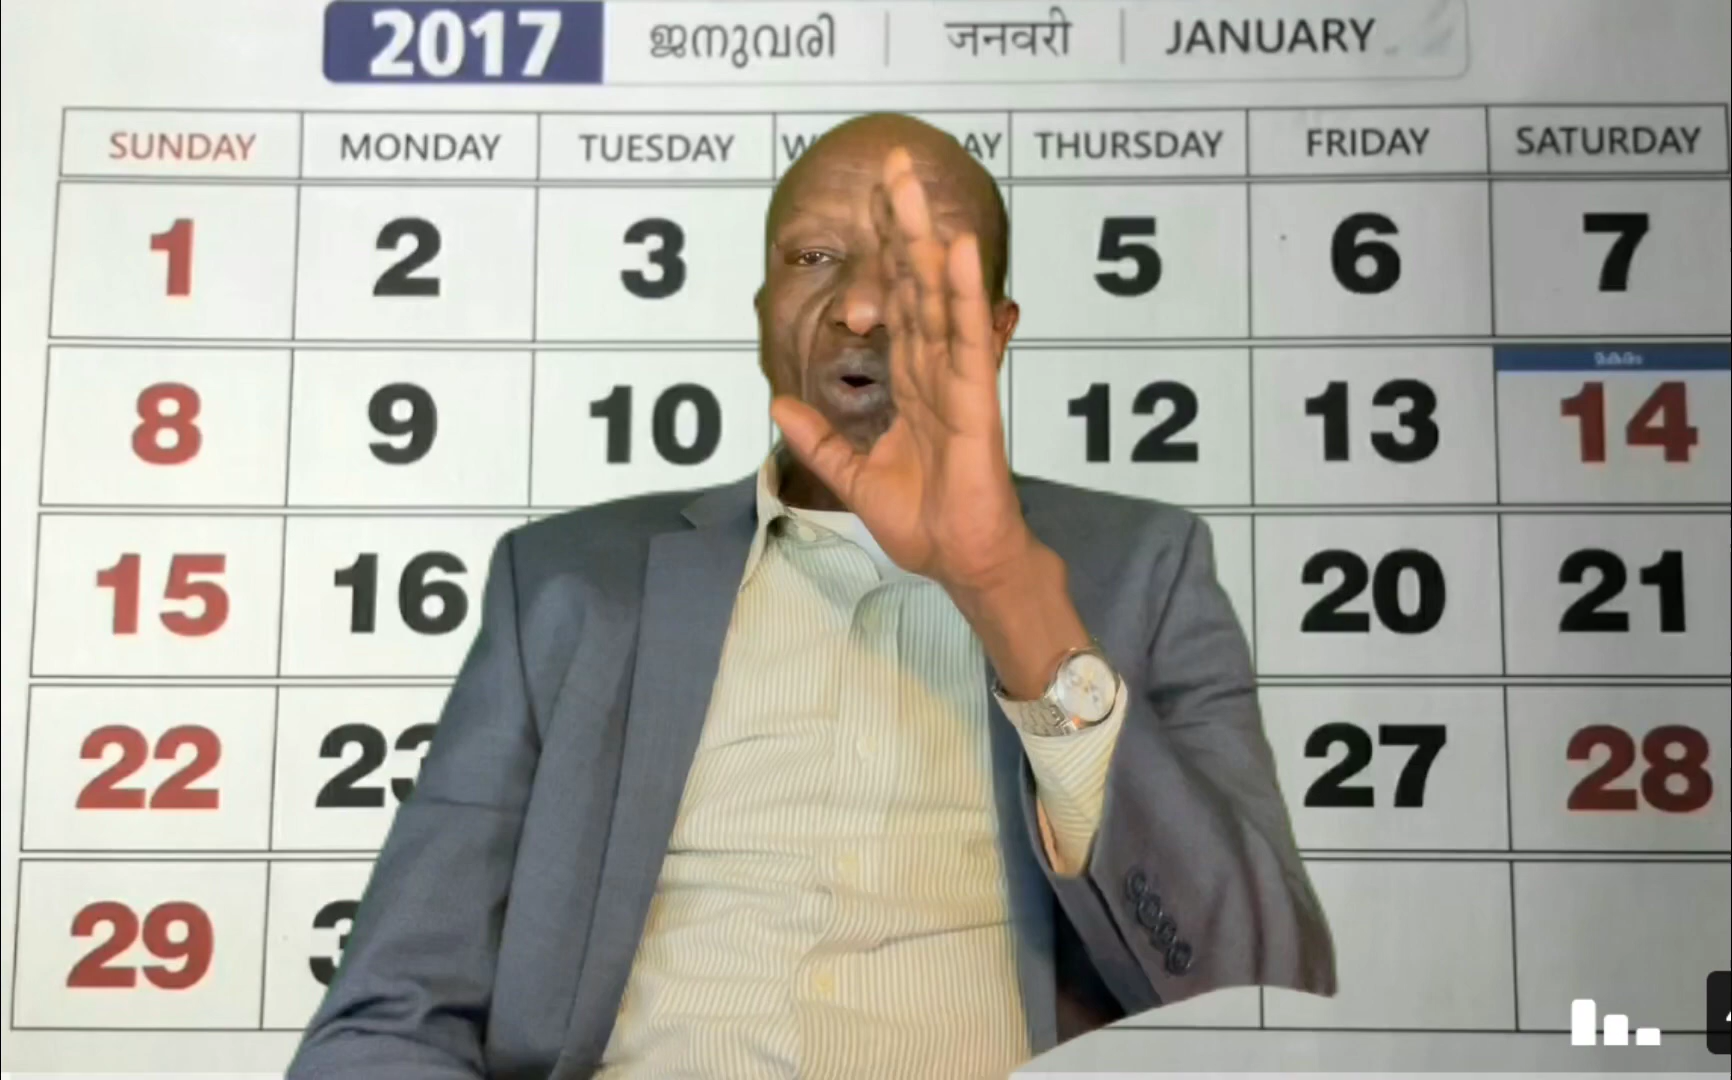 2017 ജനുവരി जनवरी JANUARY
SUNDAY MONDAY TUESDAY THURSDAY FRIDAY SATURDAY
1 2 3 5 6 7
8 9 10 12 13 14
15 16 20 21
22 23 27 28
29